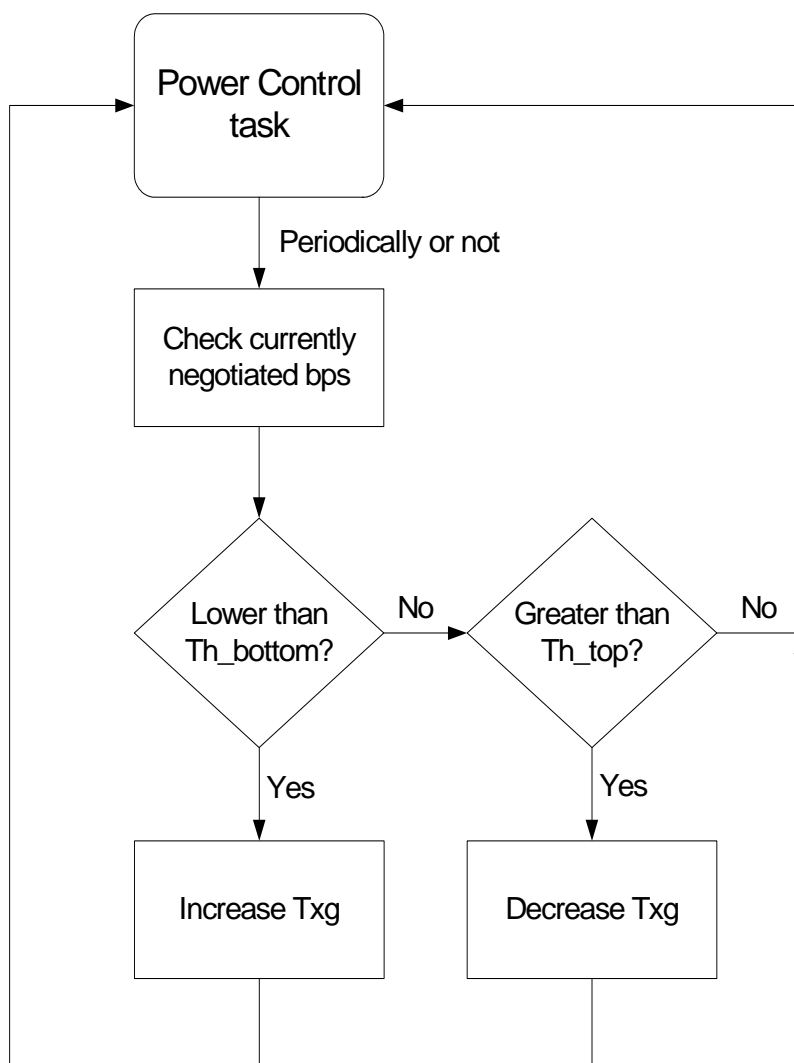 Power Control
task
Periodically or not
Check currently
negotiated bps
Lower than
Th_bottom?
No
Greater than
Th_top?
No
Yes
Yes
Increase Txg
Decrease Txg